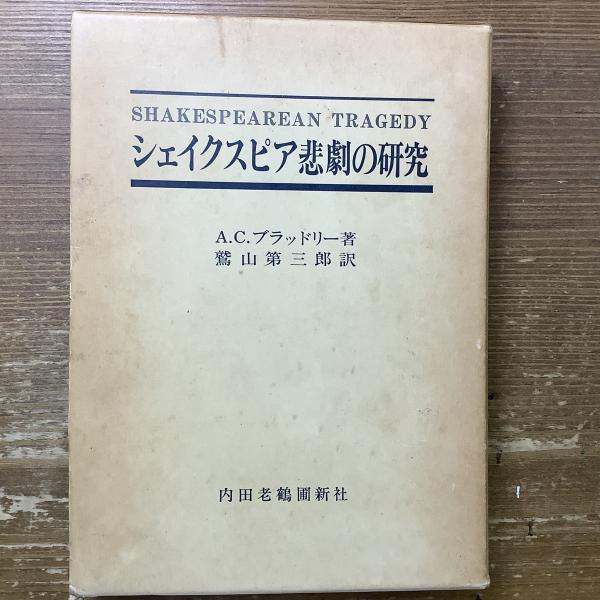 SHAKESPEAREAN TRAGEDY
シェイクスピア悲劇の研究
A.C.ブラッドリー著
鷲山第三郎訳
内田老鶴圃新社